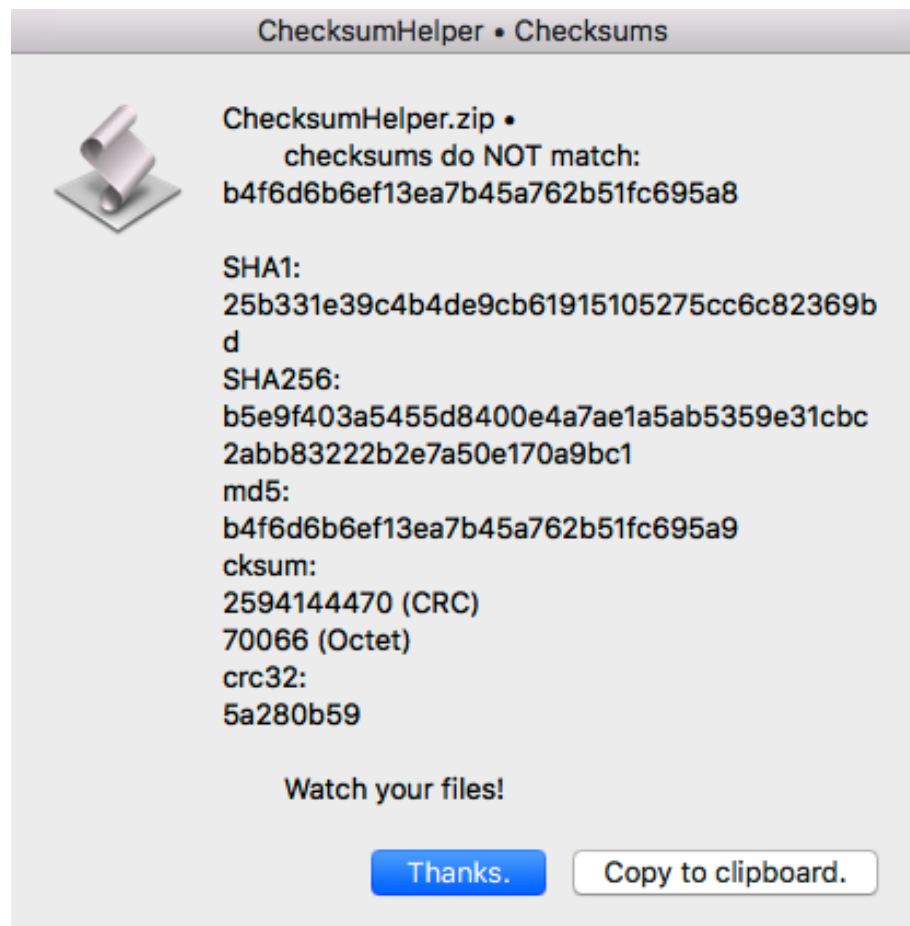 ChecksumHelper • Checksums
ChecksumHelper.zip •
checksums do NOT match:
b4f6d6b6ef13ea7b45a762b51fc695a8
SHA1:
25b331e39c4b4de9cb61915105275cc6c82369b
d
SHA256:
b5e9f403a5455d8400e4a7ae1a5ab5359e31cbc
2abb83222b2e7a50e170a9bc1
md5:
b4f6d6b6ef13ea7b45a762b51fc695a9
cksum:
2594144470 (CRC)
70066 (Octet)
crc32:
5a280b59
Watch your files!
Thanks.
Copy to clipboard.